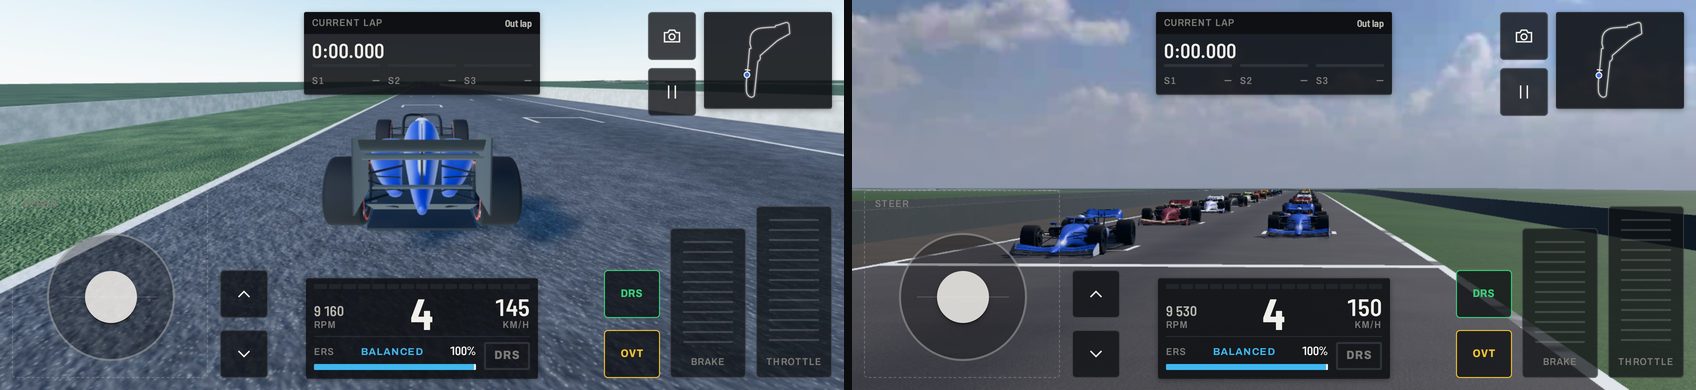 CURRENT LAP Out lap
0:00.000
S1 – S2 – S3 –
STEER
9 160 4 145
RPM KM/H
ERS BALANCED 100% DRS
DRS
OVT
BRAKE THROTTLE
CURRENT LAP Out lap
0:00.000
S1 – S2 – S3 –
STEER
9 530 4 150
RPM KM/H
ERS BALANCED 100% DRS
DRS
OVT
BRAKE THROTTLE